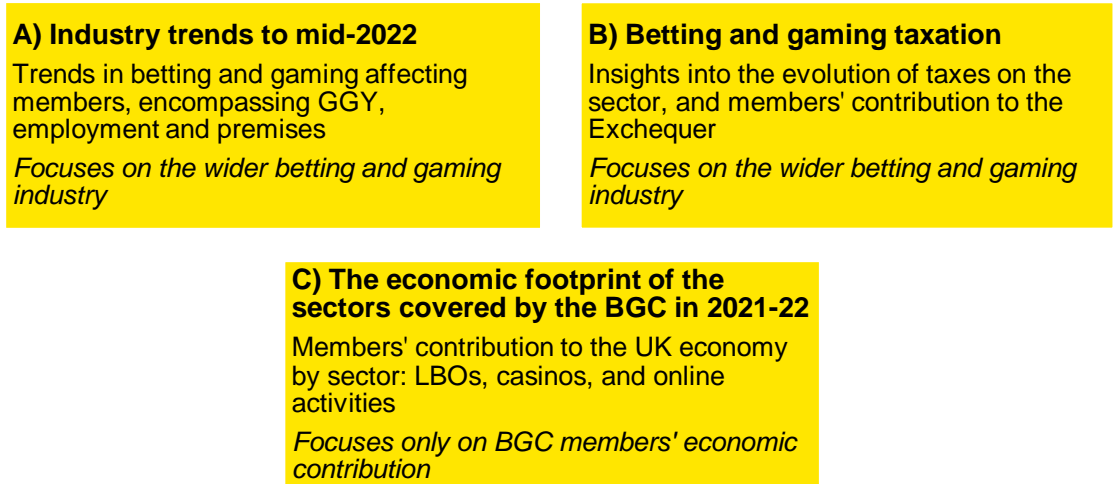 A) Industry trends to mid-2022
Trends in betting and gaming affecting
members, encompassing GGY,
employment and premises
Focuses on the wider betting and gaming
industry
B) Betting and gaming taxation
Insights into the evolution of taxes on the
sector, and members' contribution to the
Exchequer
Focuses on the wider betting and gaming
industry
C) The economic footprint of the
sectors covered by the BGC in 2021-22
Members' contribution to the UK economy
by sector: LBOs, casinos, and online
activities
Focuses only on BGC members' economic
contribution